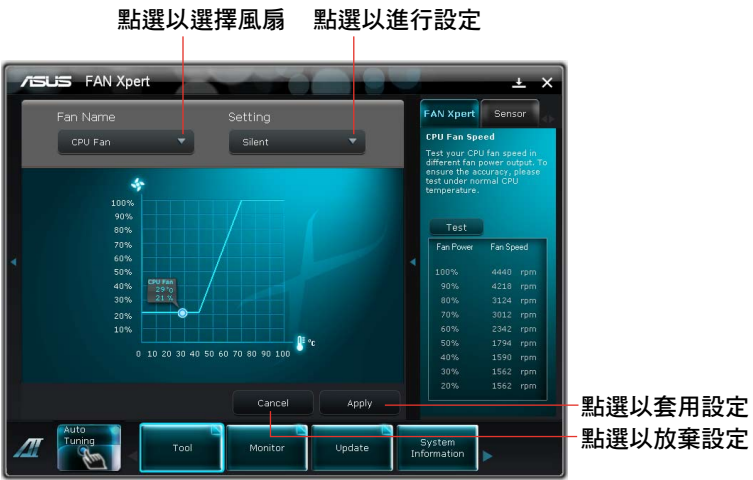 點選以選擇風扇
點選以進行設定
ASUS FAN Xpert
Fan Name
Setting
CPU Fan
Silent
100%
90%
80%
70%
60%
50%
40%
30%
20%
10%
CPU Fan
29°C
21 %
0 10 20 30 40 50 60 70 80 90 100
°C
Cancel
Apply
FAN Xpert
Sensor
CPU Fan Speed
Test your CPU fan speed in
different fan power output. To
ensure the accuracy, please
test under normal CPU
temperature.
Test
Fan Power Fan Speed
100% 4440 rpm
90% 4218 rpm
80% 3124 rpm
70% 3012 rpm
60% 2342 rpm
50% 1794 rpm
40% 1590 rpm
30% 1562 rpm
20% 1562 rpm
點選以套用設定
點選以放棄設定
AI
Auto
Tuning
Tool
Monitor
Update
System
Information